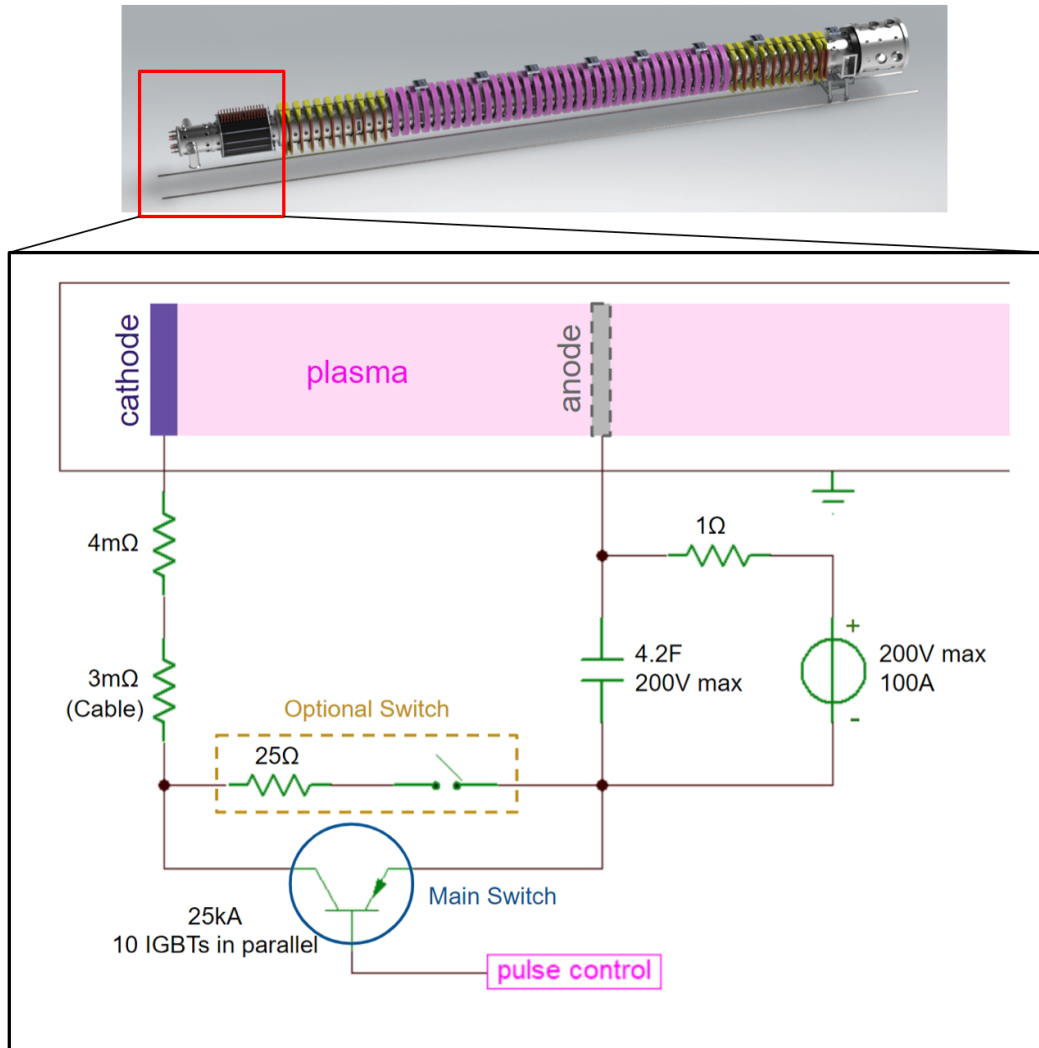 cathode
plasma
anode
4mΩ
1Ω
3mΩ
(Cable)
4.2F
200V max
+
200V max
100A
-
Optional Switch
25Ω
Main Switch
25kA
10 IGBTs in parallel
pulse control